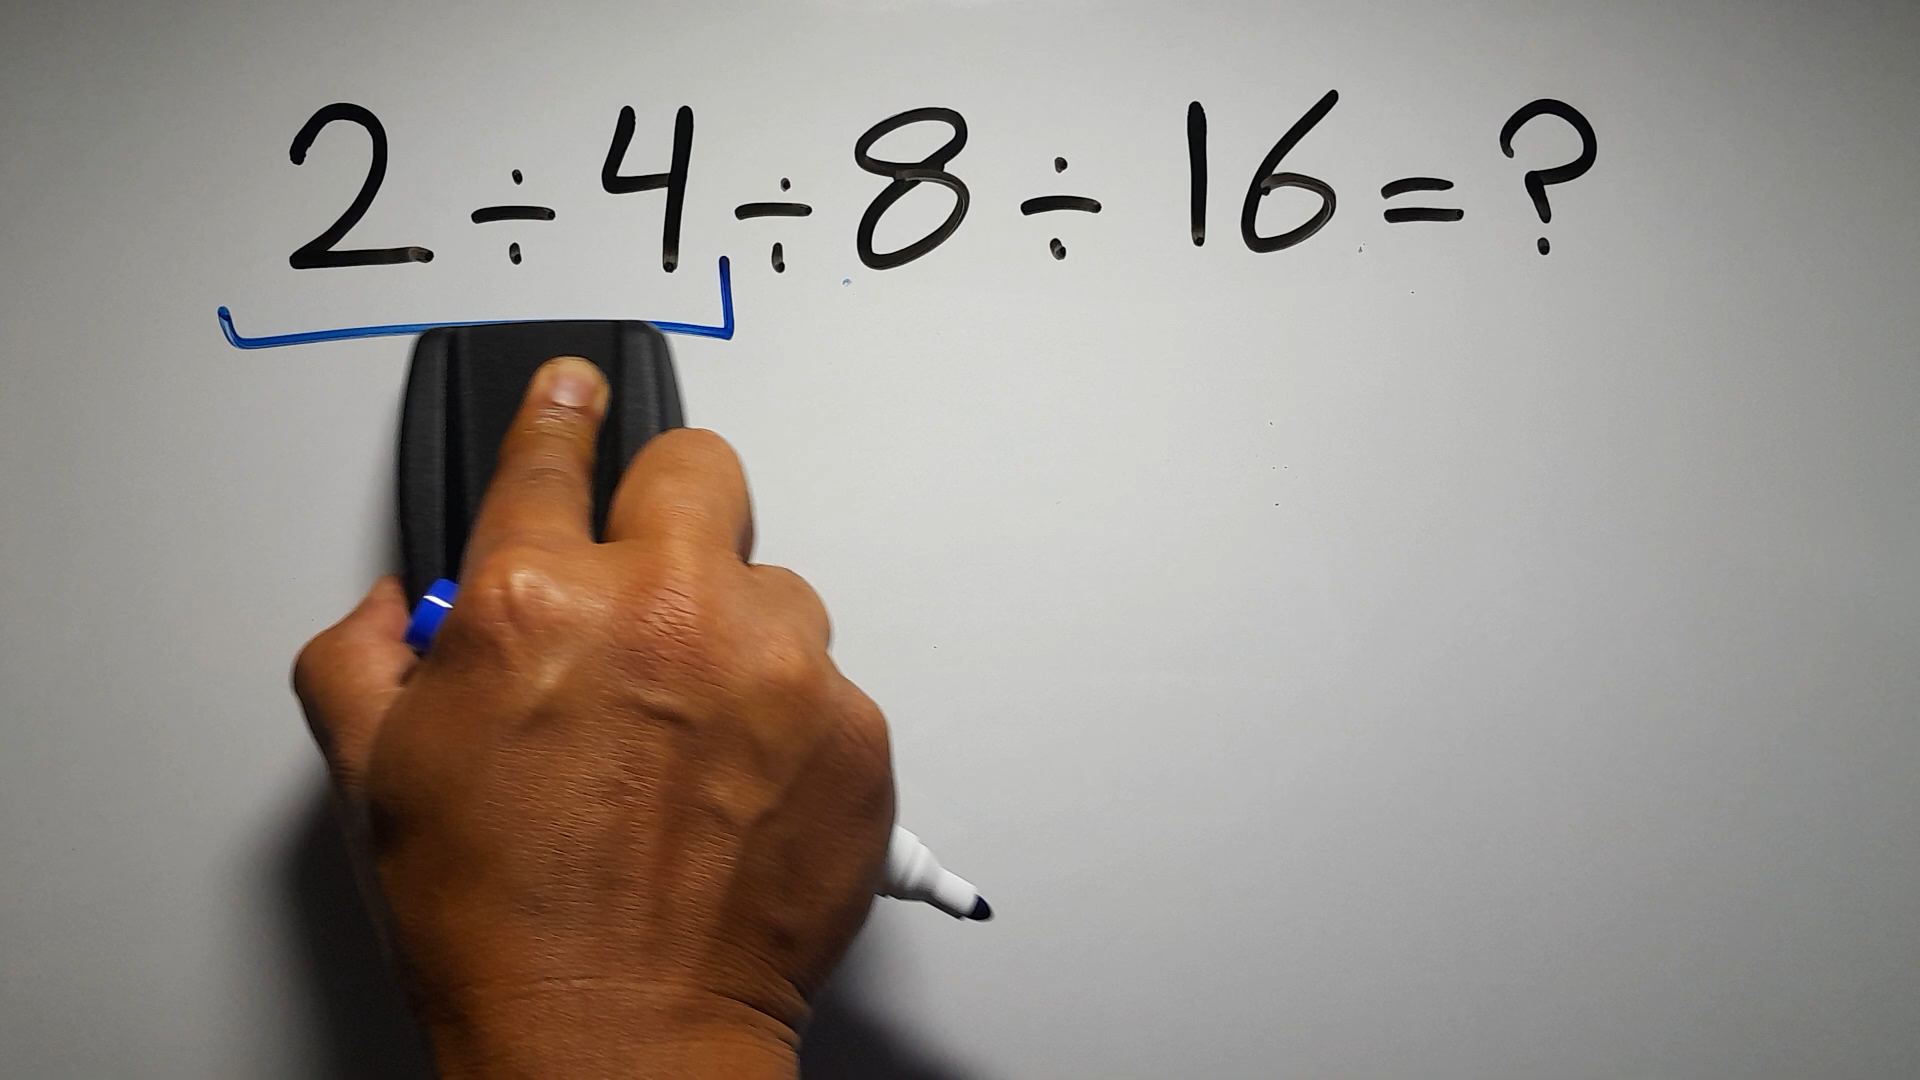 2 ÷ 4 ÷ 8 ÷ 16 = ?